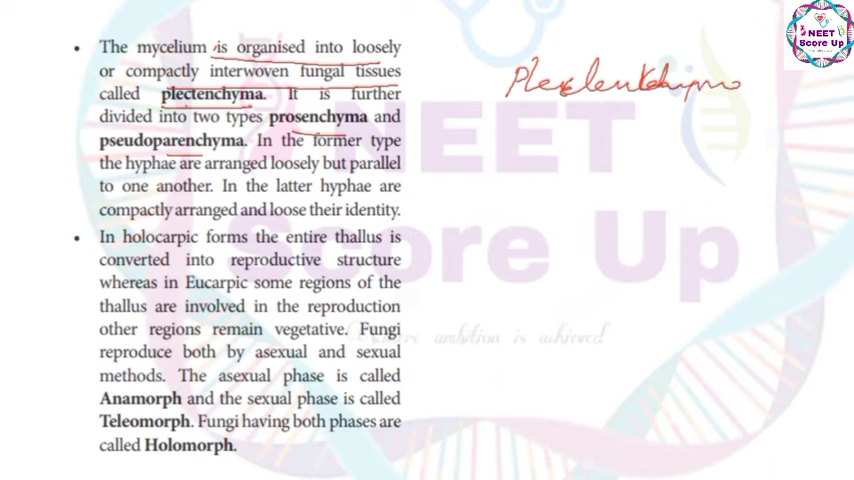 The mycelium is organised into loosely
or compactly interwoven fungal tissues
called plectenchyma. It is further
divided into two types prosenchyma and
pseudoparenchyma. In the former type
the hyphae are arranged loosely but parallel
to one another. In the latter hyphae are
compactly arranged and loose their identity.
In holocarpic forms the entire thallus is
converted into reproductive structure
whereas in Eucarpic some regions of the
thallus are involved in the reproduction
other regions remain vegetative. Fungi
reproduce both by asexual and sexual
methods. The asexual phase is called
Anamorph and the sexual phase is called
Teleomorph. Fungi having both phases are
called Holomorph.
NEET
Score Up
NEET
Score Up
ambition is achieved